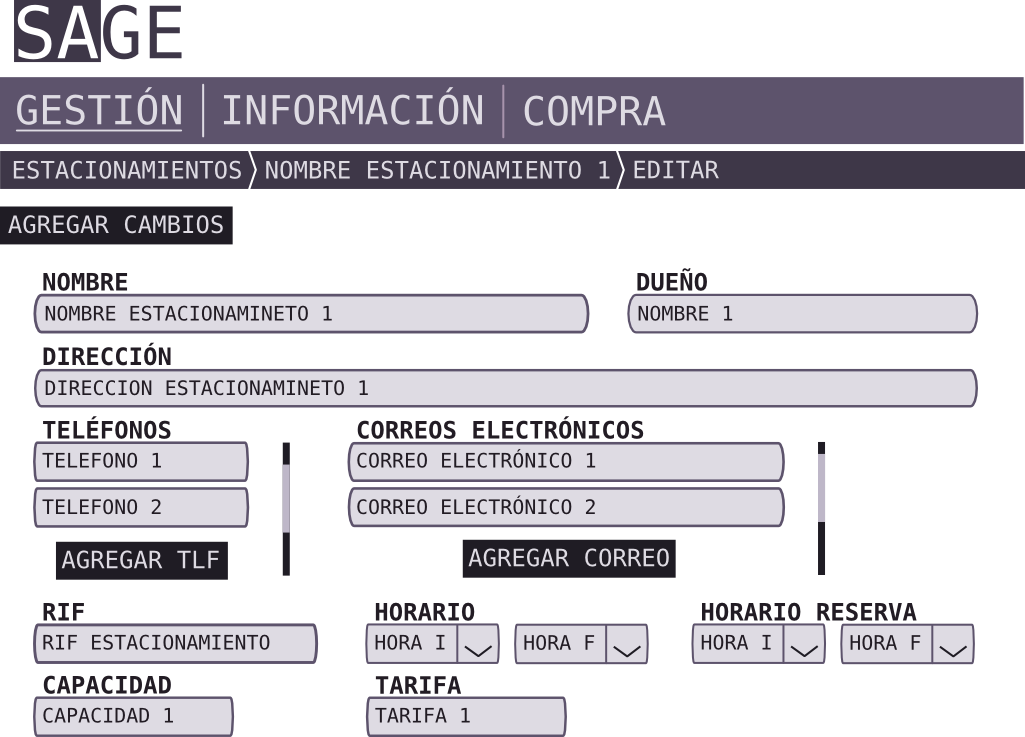 SAGE
GESTIÓN INFORMACIÓN COMPRA
ESTACIONAMIENTOS NOMBRE ESTACIONAMIENTO 1 EDITAR
AGREGAR CAMBIOS
NOMBRE DUEÑO
NOMBRE ESTACIONAMINETO 1 NOMBRE 1
DIRECCIÓN
DIRECCION ESTACIONAMINETO 1
TELÉFONOS CORREOS ELECTRÓNICOS
TELEFONO 1 CORREO ELECTRÓNICO 1
TELEFONO 2 CORREO ELECTRÓNICO 2
AGREGAR TLF AGREGAR CORREO
RIF HORARIO HORARIO RESERVA
RIF ESTACIONAMIENTO HORA I HORA F HORA I HORA F
CAPACIDAD TARIFA
CAPACIDAD 1 TARIFA 1